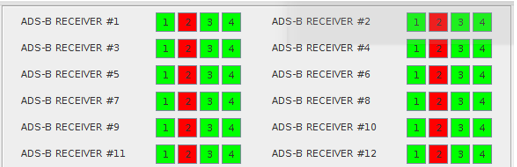 ADS-B RECEIVER #1 1 2 3 4 ADS-B RECEIVER #2 1 2 3 4
ADS-B RECEIVER #3 1 2 3 4 ADS-B RECEIVER #4 1 2 3 4
ADS-B RECEIVER #5 1 2 3 4 ADS-B RECEIVER #6 1 2 3 4
ADS-B RECEIVER #7 1 2 3 4 ADS-B RECEIVER #8 1 2 3 4
ADS-B RECEIVER #9 1 2 3 4 ADS-B RECEIVER #10 1 2 3 4
ADS-B RECEIVER #11 1 2 3 4 ADS-B RECEIVER #12 1 2 3 4